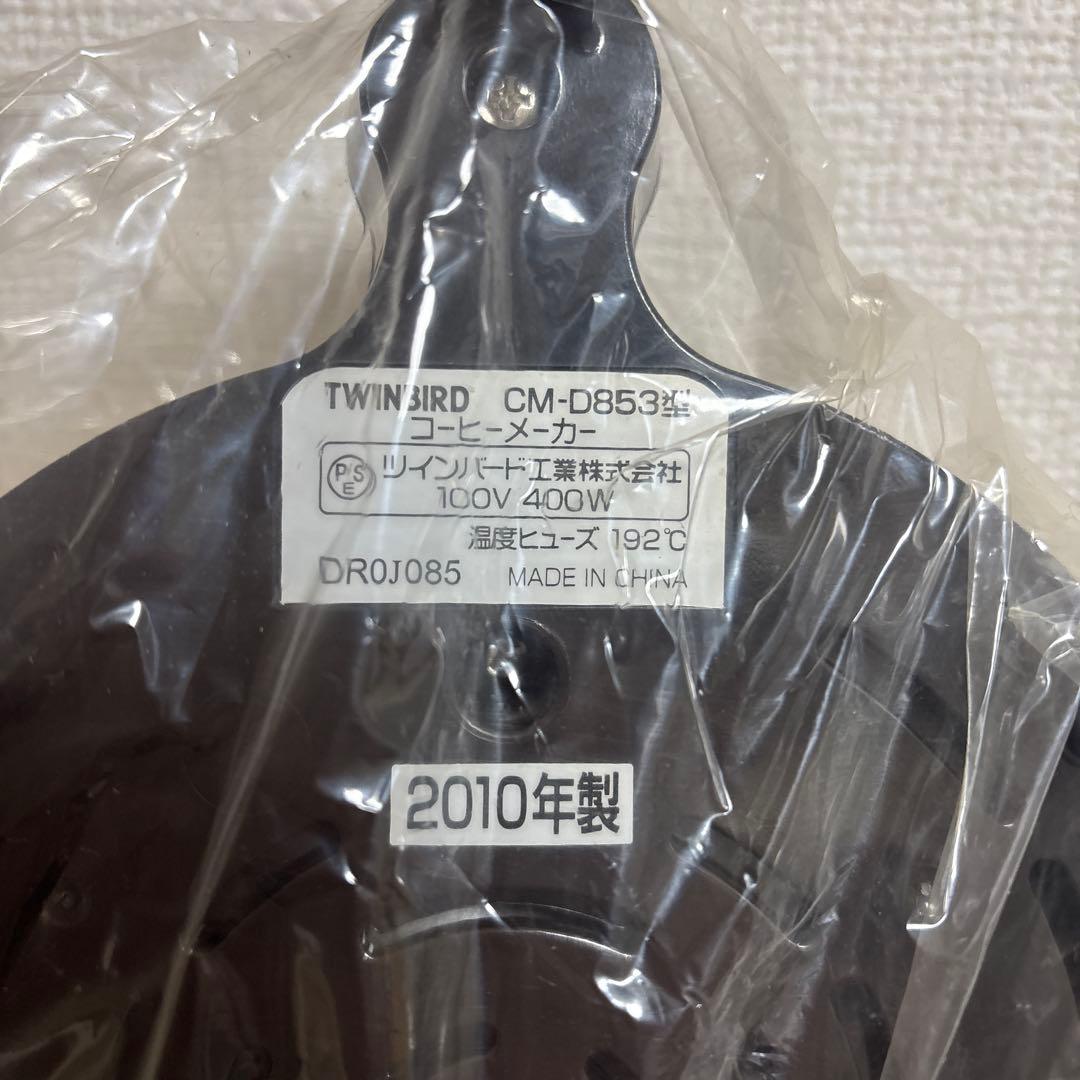 TWINBIRD CM-D853型
コーヒーメーカー
PSE ツインバード工業株式会社
100V 400W
温度ヒューズ 192℃
DR0J085 MADE IN CHINA
2010年製